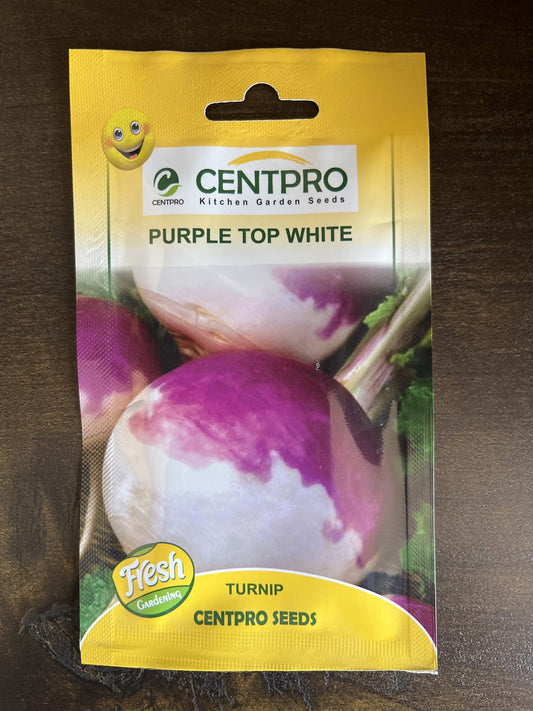 CENTPRO
CENTPRO
Kitchen Garden Seeds
PURPLE TOP WHITE
Fresh
GARDENING
TURNIP
CENTPRO SEEDS